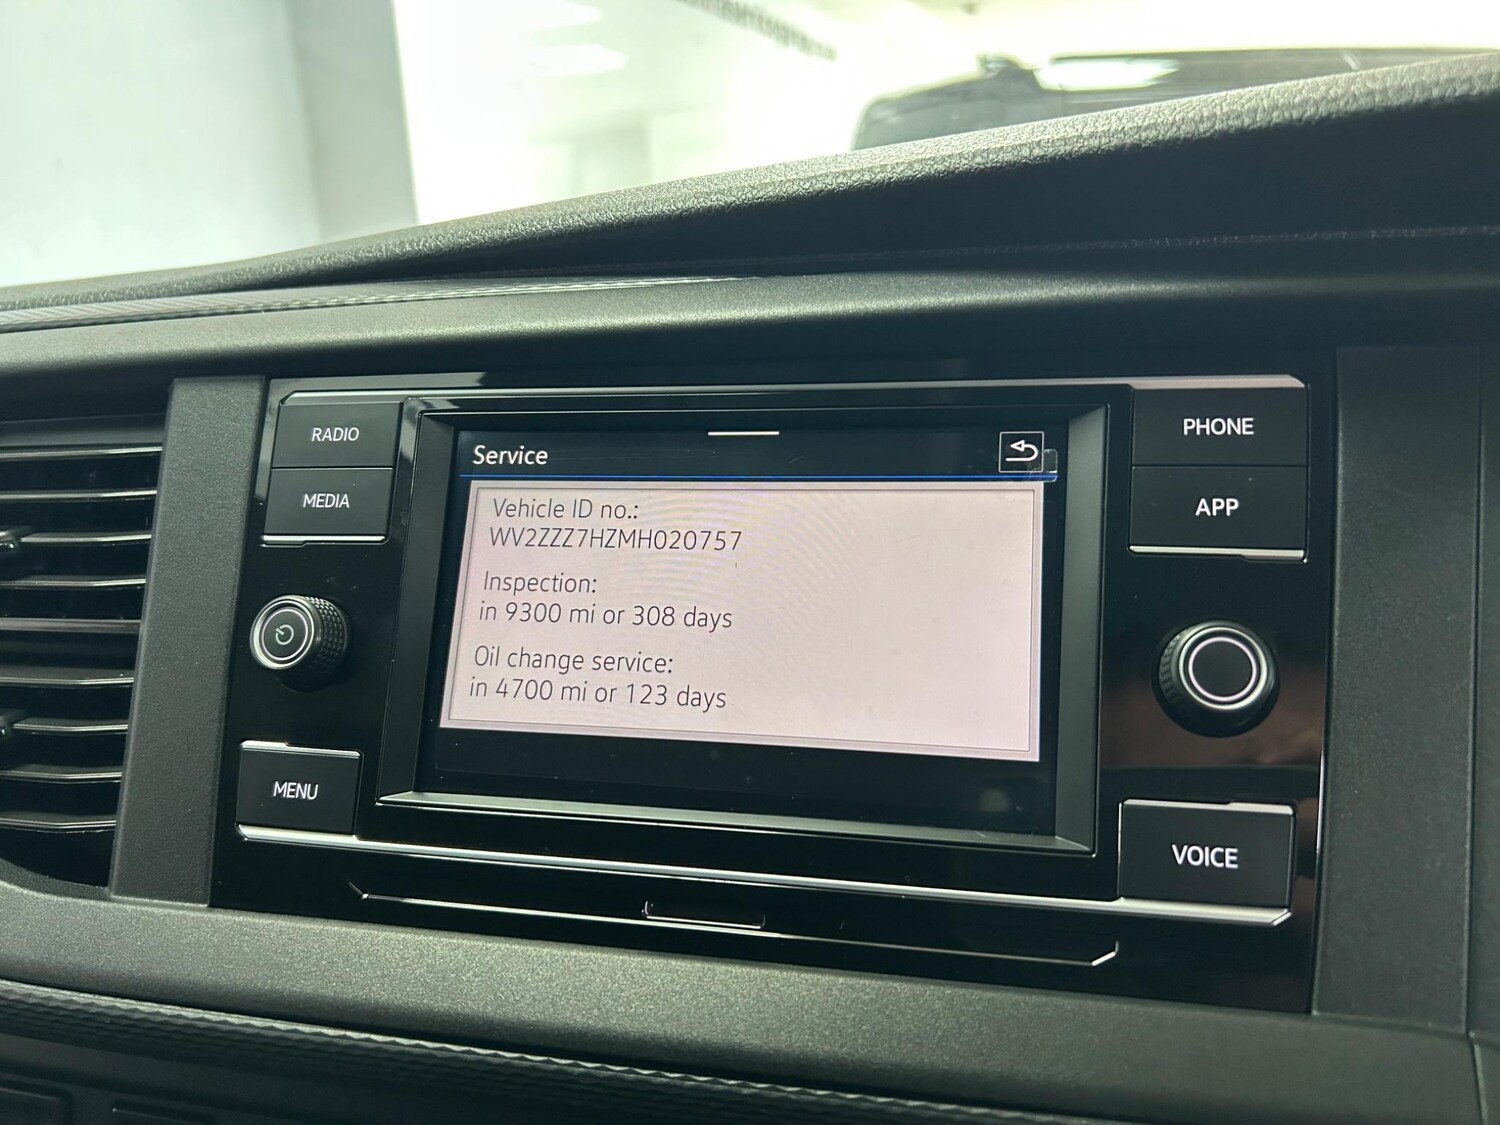 RADIO
MEDIA
MENU
Service
Vehicle ID no.:
WV2ZZZ7HZMH020757
Inspection:
in 9300 mi or 308 days
Oil change service:
in 4700 mi or 123 days
PHONE
APP
VOICE